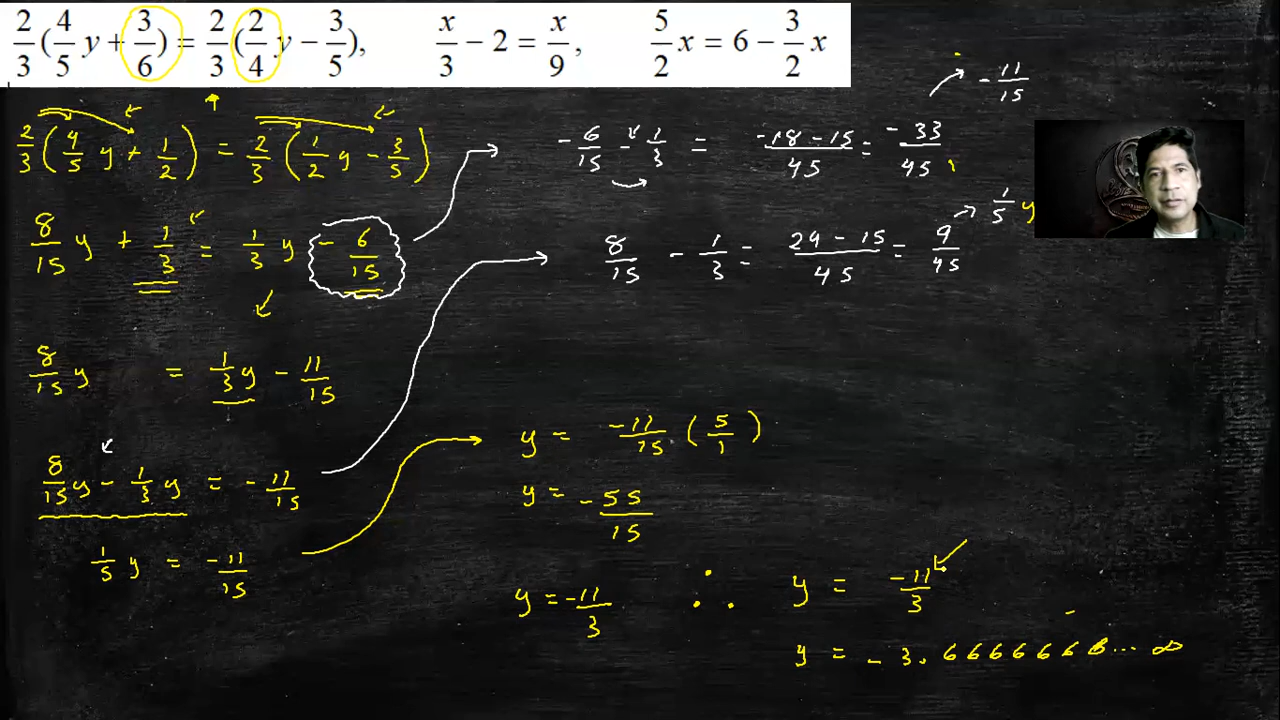 2/3(4/5 y + 3/6) = 2/3(2/4 y − 3/5), x/3 − 2 = x/9, 5/2 x = 6 − 3/2 x
2/3 (4/5 y + 1/2) = 2/3 (1/2 y − 3/5)
8/15 y + 1/3 = 1/3 y − 6/15
8/15 y = 1/3 y − 11/15
8/15 y − 1/3 y = − 11/15
1/5 y = −11/15
−6/15 − 1/3 = −18−15/45 = −33/45
− 11/15
8/15 − 1/3 = 24−15/45 = 9/45
1/5 y
y = −11/15 (5/1)
y = −55/15
y = −11/3 ∴ y = −11/3
y = −3.6666666... ∞